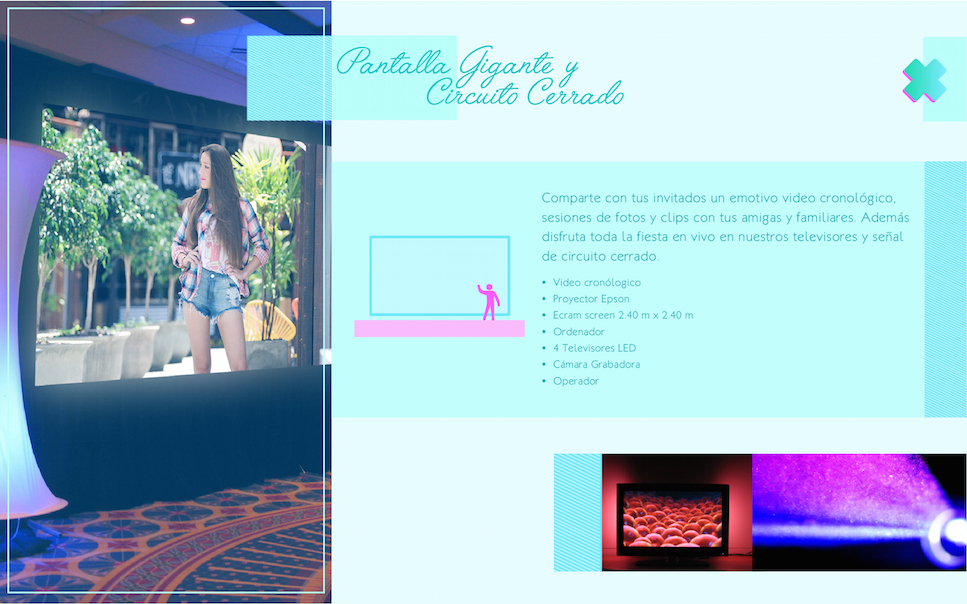 Pantalla Gigante y
Circuito Cerrado
Comparte con tus invitados un emotivo video cronológico,
sesiones de fotos y clips con tus amigas y familiares. Además
disfruta toda la fiesta en vivo en nuestros televisores y señal
de circuito cerrado.
• Video cronólogico
• Proyector Epson
• Ecram screen 2.40 m x 2.40 m
• Ordenador
• 4 Televisores LED
• Cámara Grabadora
• Operador